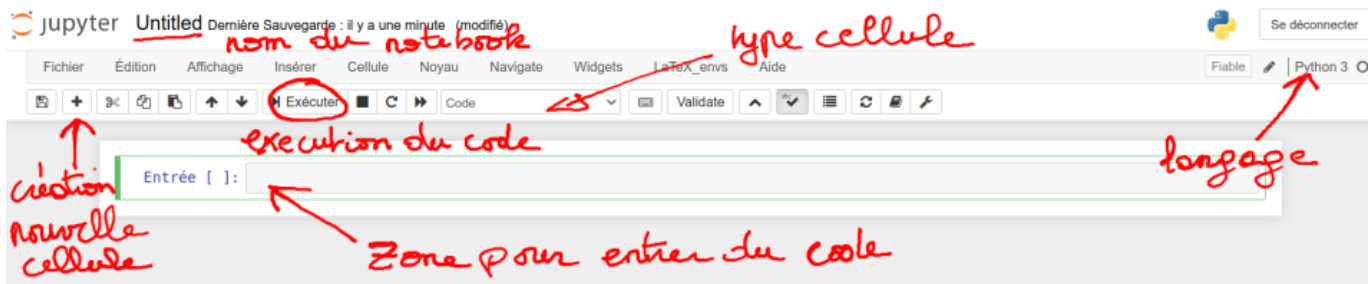 jupyter Untitled Dernière Sauvegarde : il y a une minute (modifié) Se déconnecter
nom du notebook
type cellule
Fichier Édition Affichage Insérer Cellule Noyau Navigate Widgets LaTeX_envs Aide Fiable Python 3
Exécuter Code Validate
execution du code
langage
Entrée [ ]:
création
nouvelle
cellule
Zone pour entrer du code